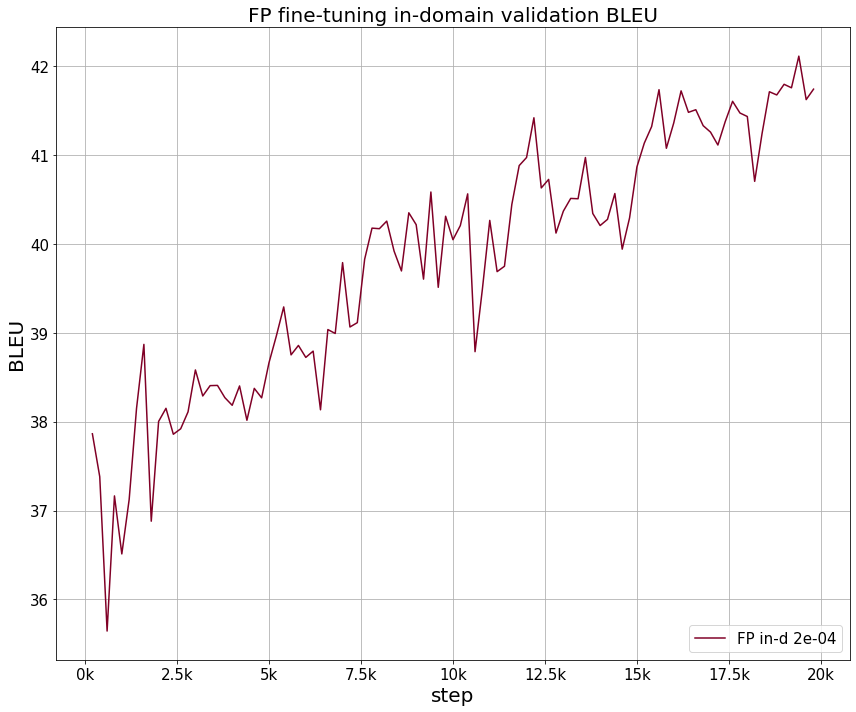 FP fine-tuning in-domain validation BLEU
42
41
40
39
38
37
36
BLEU
0k 2.5k 5k 7.5k 10k 12.5k 15k 17.5k 20k
step
FP in-d 2e-04